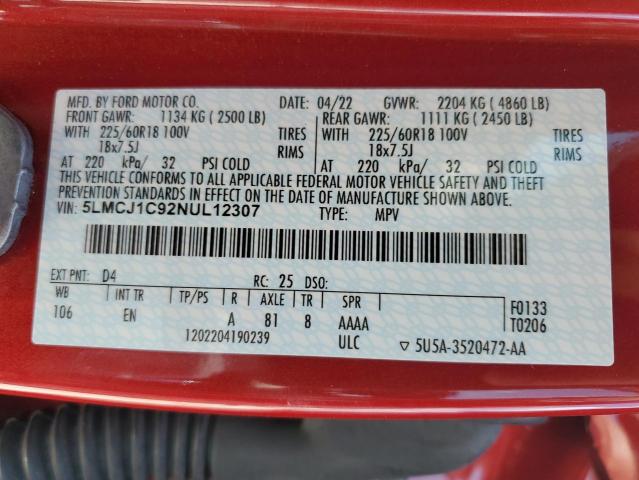 MFD. BY FORD MOTOR CO. DATE: 04/22 GVWR: 2204 KG ( 4860 LB)
FRONT GAWR: 1134 KG ( 2500 LB) REAR GAWR: 1111 KG ( 2450 LB)
WITH 225/60R18 100V TIRES WITH 225/60R18 100V TIRES
18x7.5J RIMS 18x7.5J RIMS
AT 220 kPa/ 32 PSI COLD AT 220 kPa/ 32 PSI COLD
THIS VEHICLE CONFORMS TO ALL APPLICABLE FEDERAL MOTOR VEHICLE SAFETY AND THEFT
PREVENTION STANDARDS IN EFFECT ON THE DATE OF MANUFACTURE SHOWN ABOVE.
VIN: 5LMCJ1C92NUL12307 TYPE: MPV
EXT PNT: D4 RC: 25 DSO:
WB INT TR TP/PS R AXLE TR SPR F0133
106 EN A 81 8 AAAA T0206
1202204190239 ULC ▽ 5U5A-3520472-AA